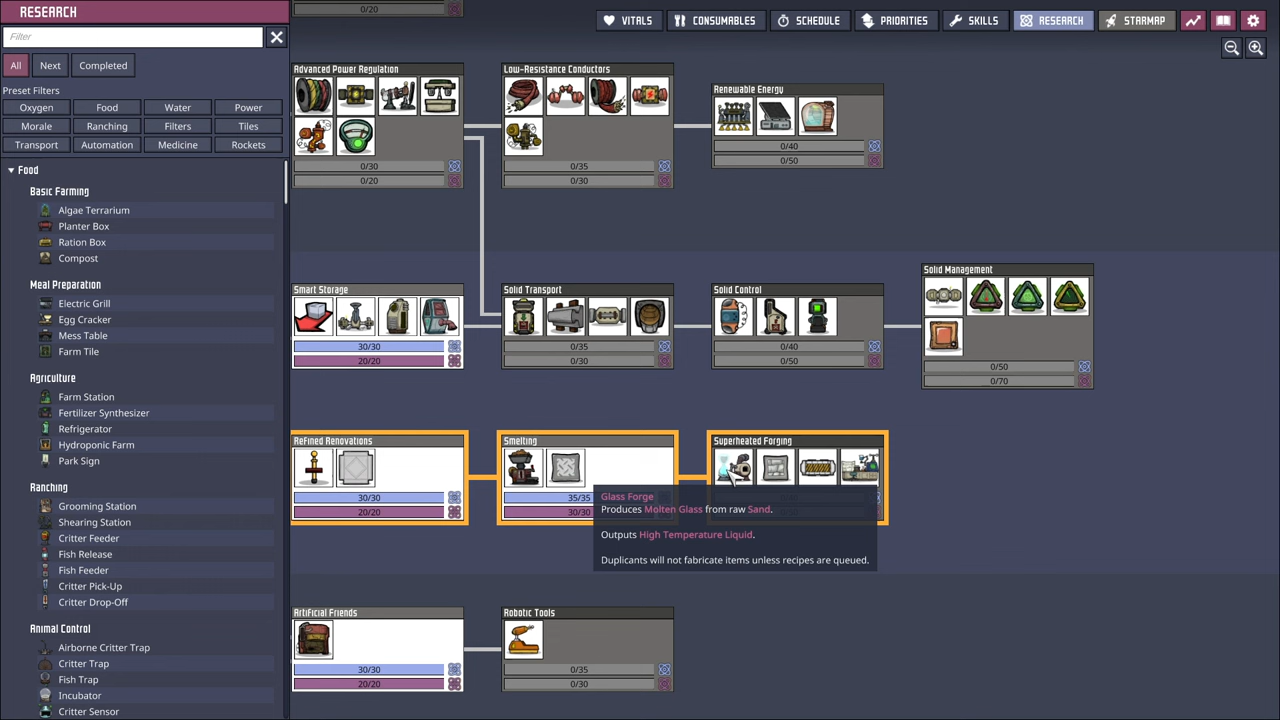 RESEARCH
Filter
All
Next
Completed
Preset Filters
Oxygen
Food
Water
Power
Morale
Ranching
Filters
Tiles
Transport
Automation
Medicine
Rockets
Food
Basic Farming
Algae Terrarium
Planter Box
Ration Box
Compost
Meal Preparation
Electric Grill
Egg Cracker
Mess Table
Farm Tile
Agriculture
Farm Station
Fertilizer Synthesizer
Refrigerator
Hydroponic Farm
Park Sign
Ranching
Grooming Station
Shearing Station
Critter Feeder
Fish Release
Fish Feeder
Critter Pick-Up
Critter Drop-Off
Animal Control
Airborne Critter Trap
Critter Trap
Fish Trap
Incubator
Critter Sensor
VITALS
CONSUMABLES
SCHEDULE
PRIORITIES
SKILLS
RESEARCH
STARMAP
0/20
Advanced Power Regulation
0/30
0/20
Low-Resistance Conductors
0/35
0/30
Renewable Energy
0/40
0/50
Smart Storage
30/30
20/20
Solid Transport
0/35
0/30
Solid Control
0/40
0/50
Solid Management
0/50
0/70
Refined Renovations
30/30
20/20
Smelting
35/35
30/30
Superheated Forging
Glass Forge
Produces Molten Glass from raw Sand.
Outputs High Temperature Liquid.
Duplicants will not fabricate items unless recipes are queued.
Artificial Friends
30/30
20/20
Robotic Tools
0/35
0/30